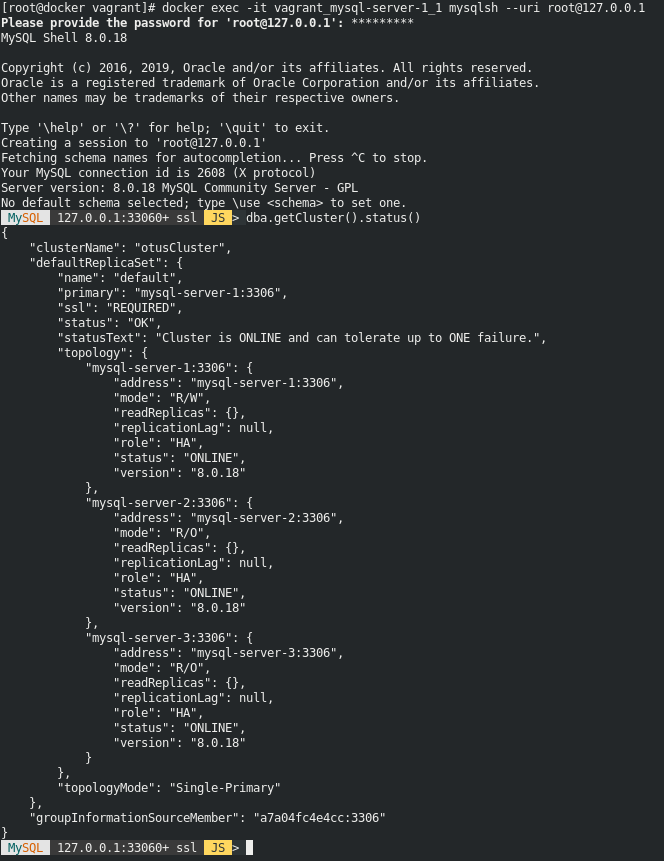 [root@docker vagrant]# docker exec -it vagrant_mysql-server-1_1 mysqlsh --uri root@127.0.0.1
Please provide the password for 'root@127.0.0.1': *********
MySQL Shell 8.0.18

Copyright (c) 2016, 2019, Oracle and/or its affiliates. All rights reserved.
Oracle is a registered trademark of Oracle Corporation and/or its affiliates.
Other names may be trademarks of their respective owners.

Type '\help' or '\?' for help; '\quit' to exit.
Creating a session to 'root@127.0.0.1'
Fetching schema names for autocompletion... Press ^C to stop.
Your MySQL connection id is 2608 (X protocol)
Server version: 8.0.18 MySQL Community Server - GPL
No default schema selected; type \use <schema> to set one.
 MySQL  127.0.0.1:33060+ ssl  JS > dba.getCluster().status()
{
    "clusterName": "otusCluster",
    "defaultReplicaSet": {
        "name": "default",
        "primary": "mysql-server-1:3306",
        "ssl": "REQUIRED",
        "status": "OK",
        "statusText": "Cluster is ONLINE and can tolerate up to ONE failure.",
        "topology": {
            "mysql-server-1:3306": {
                "address": "mysql-server-1:3306",
                "mode": "R/W",
                "readReplicas": {},
                "replicationLag": null,
                "role": "HA",
                "status": "ONLINE",
                "version": "8.0.18"
            },
            "mysql-server-2:3306": {
                "address": "mysql-server-2:3306",
                "mode": "R/O",
                "readReplicas": {},
                "replicationLag": null,
                "role": "HA",
                "status": "ONLINE",
                "version": "8.0.18"
            },
            "mysql-server-3:3306": {
                "address": "mysql-server-3:3306",
                "mode": "R/O",
                "readReplicas": {},
                "replicationLag": null,
                "role": "HA",
                "status": "ONLINE",
                "version": "8.0.18"
            }
        },
        "topologyMode": "Single-Primary"
    },
    "groupInformationSourceMember": "a7a04fc4e4cc:3306"
}
 MySQL  127.0.0.1:33060+ ssl  JS >